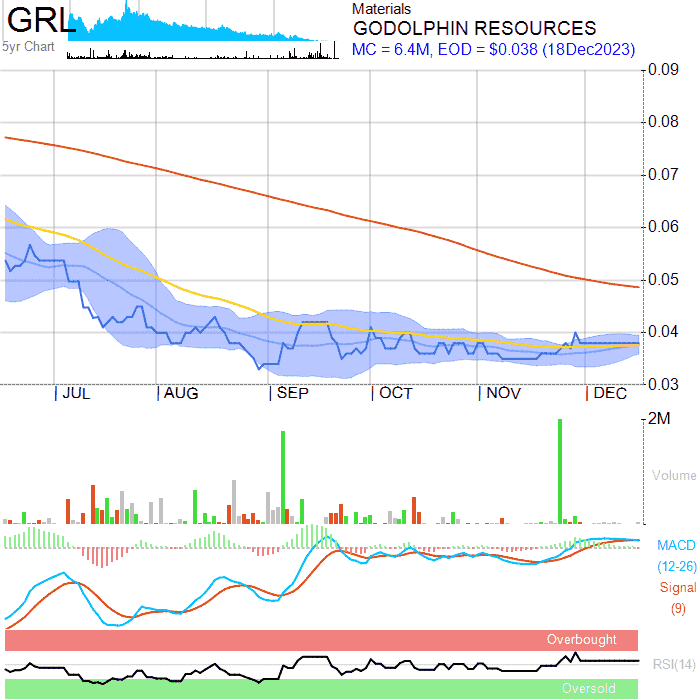 GRL
5yr Chart
Materials
GODOLPHIN RESOURCES
MC = 6.4M, EOD = $0.038 (18Dec2023)
0.09
0.08
0.07
0.06
0.05
0.04
0.03
JUL AUG SEP OCT NOV DEC
2M
Volume
MACD
(12-26)
Signal
(9)
Overbought
RSI(14)
Oversold